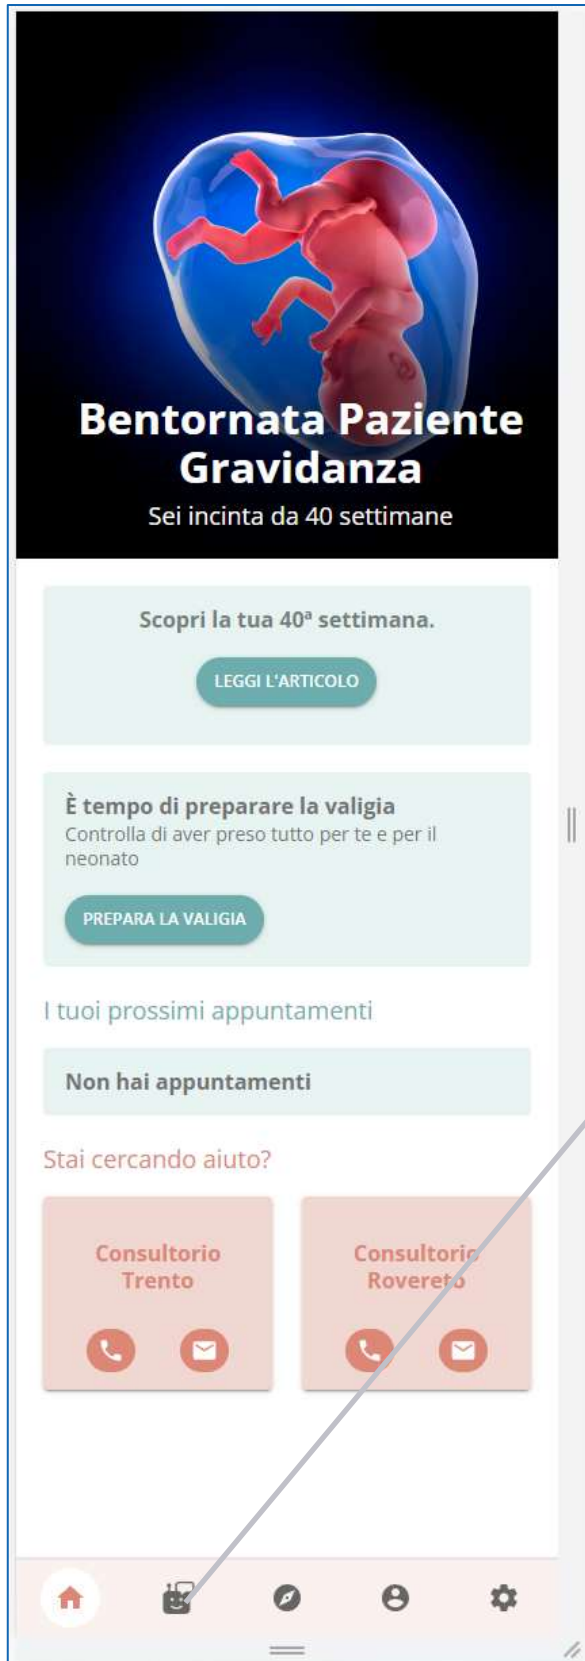 Bentornata Paziente
Gravidanza
Sei incinta da 40 settimane
Scopri la tua 40ª settimana.
LEGGI L'ARTICOLO
È tempo di preparare la valigia
Controlla di aver preso tutto per te e per il
neonato
PREPARA LA VALIGIA
I tuoi prossimi appuntamenti
Non hai appuntamenti
Stai cercando aiuto?
Consultorio
Trento
Consultorio
Rovereto